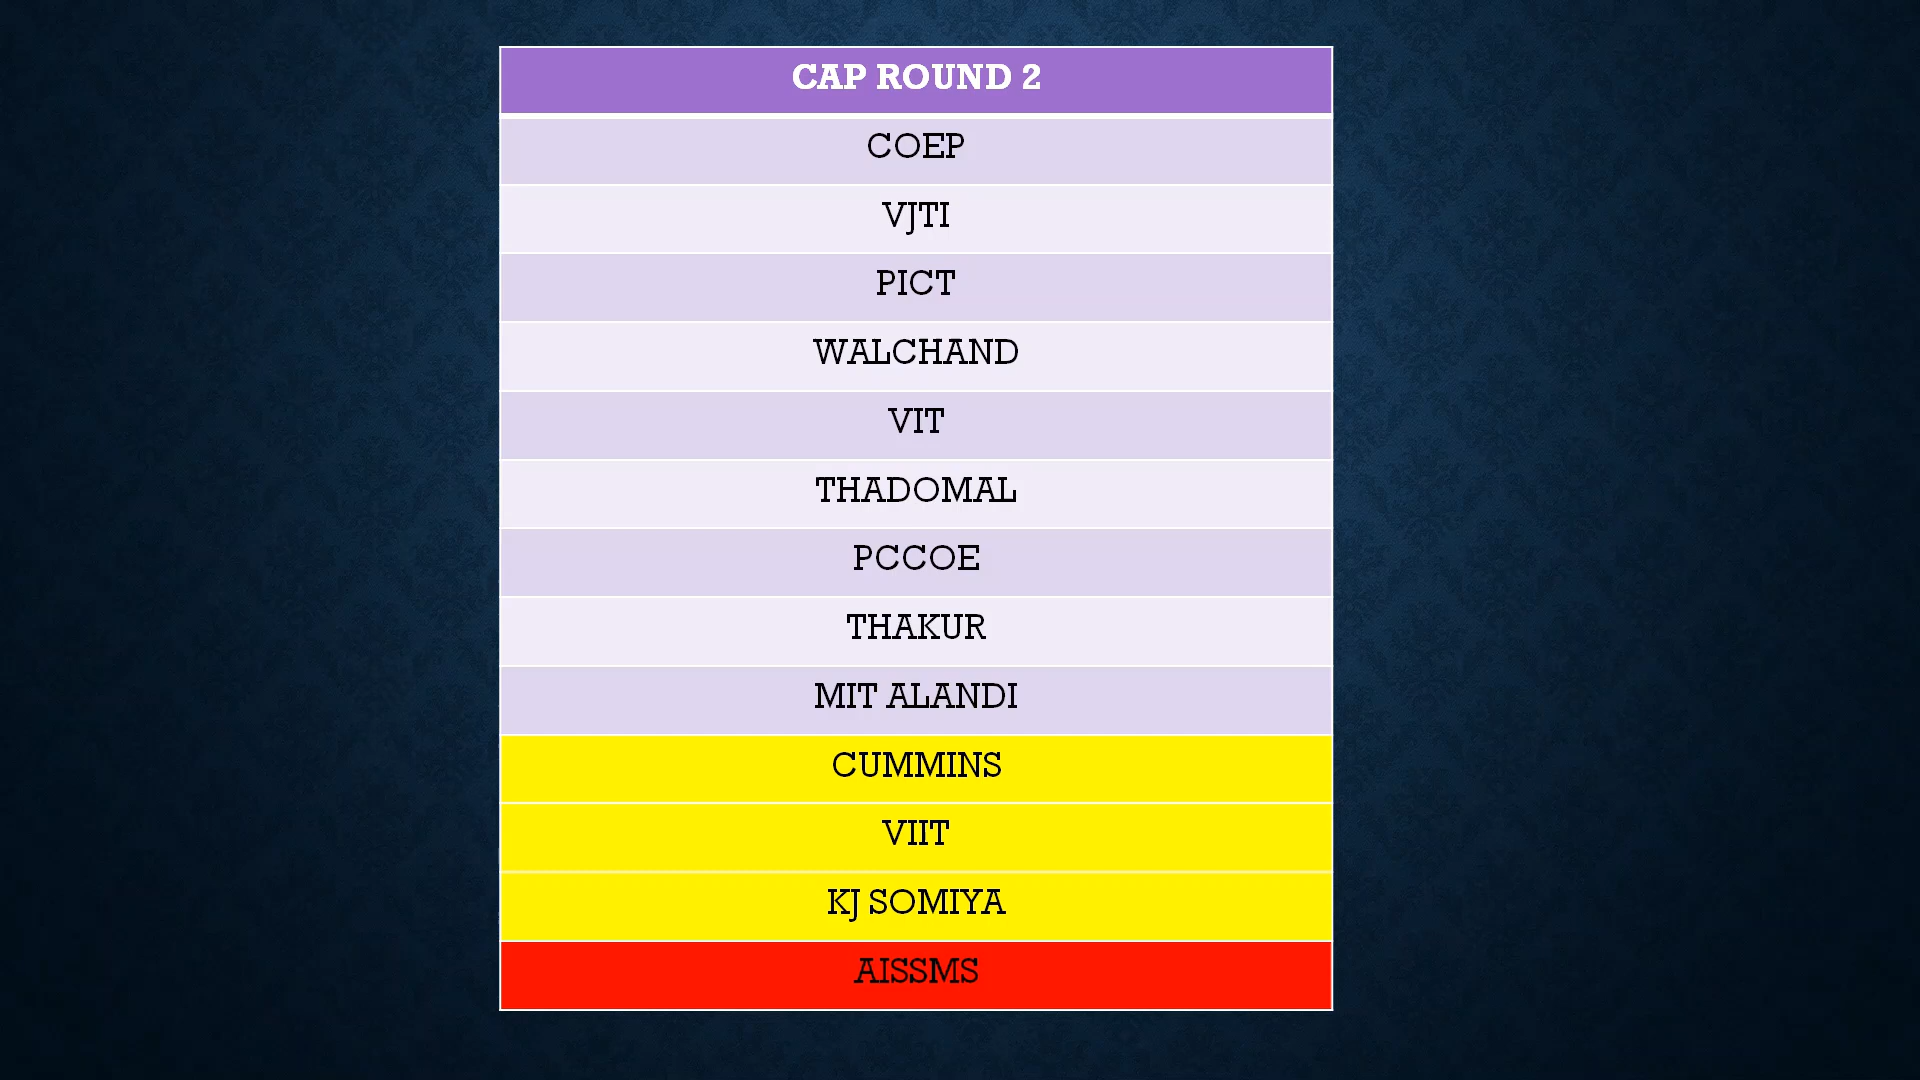 CAP ROUND 2
COEP
VJTI
PICT
WALCHAND
VIT
THADOMAL
PCCOE
THAKUR
MIT ALANDI
CUMMINS
VIIT
KJ SOMIYA
AISSMS